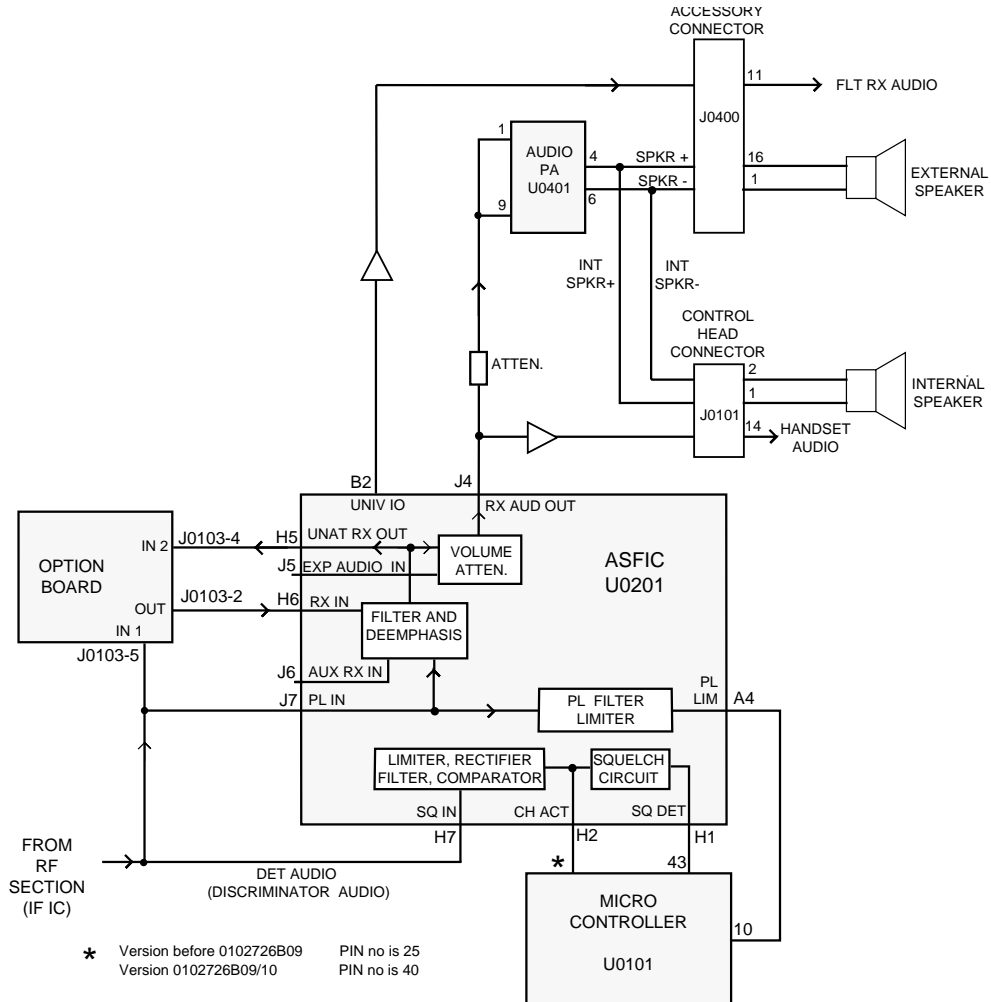 ACCESSORY
CONNECTOR
11
FLT RX AUDIO
J0400
1
AUDIO
PA
U0401
4
SPKR +
16
SPKR -
1
EXTERNAL
SPEAKER
9
6
INT
SPKR+
INT
SPKR-
CONTROL
HEAD
CONNECTOR
ATTEN.
2
1
INTERNAL
SPEAKER
J0101
14
HANDSET
AUDIO
B2
J4
UNIV IO
RX AUD OUT
OPTION
BOARD
IN 2
J0103-4
H5
UNAT RX OUT
VOLUME
ATTEN.
ASFIC
U0201
J5
EXP AUDIO IN
OUT
J0103-2
H6
RX IN
FILTER AND
DEEMPHASIS
IN 1
J0103-5
J6
AUX RX IN
J7
PL IN
PL FILTER
LIMITER
PL
LIM
A4
LIMITER, RECTIFIER
FILTER, COMPARATOR
SQUELCH
CIRCUIT
SQ IN
CH ACT
SQ DET
H7
H2
H1
FROM
RF
SECTION
(IF IC)
DET AUDIO
(DISCRIMINATOR AUDIO)
*
43
MICRO
CONTROLLER
U0101
10
* Version before 0102726B09 PIN no is 25
Version 0102726B09/10 PIN no is 40